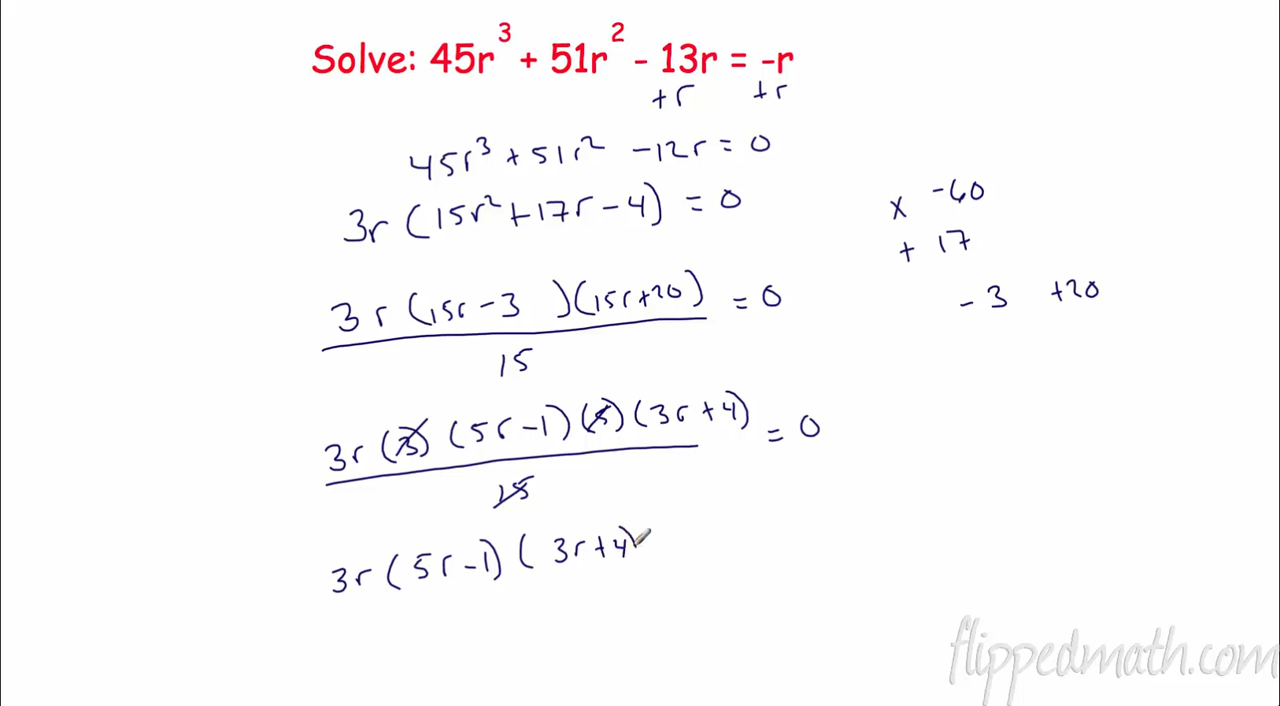 Solve: 45r³ + 51r² - 13r = -r
+r +r
45r³ + 51r² - 12r = 0
3r (15r² + 17r - 4) = 0
x -60
+ 17
-3 +20
3r (15r - 3 )(15r + 20) = 0
15
3r (3) (5r - 1) (5) (3r + 4) = 0
15
3r (5r - 1) ( 3r + 4)
flippedmath.com